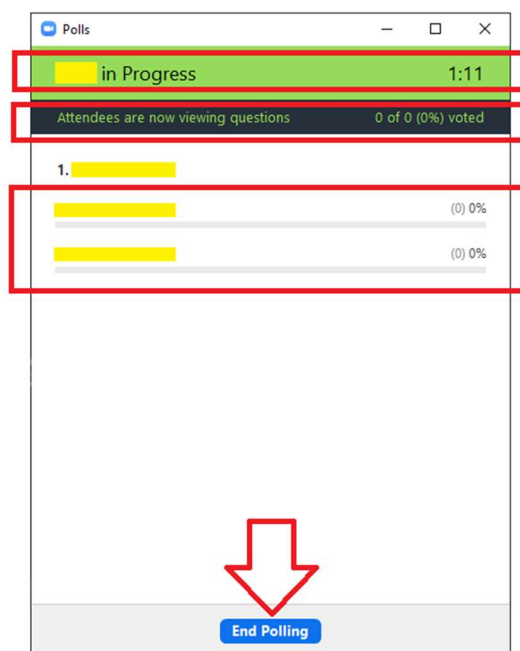 Polls
in Progress 1:11
Attendees are now viewing questions 0 of 0 (0%) voted
1.
(0) 0%
(0) 0%
End Polling